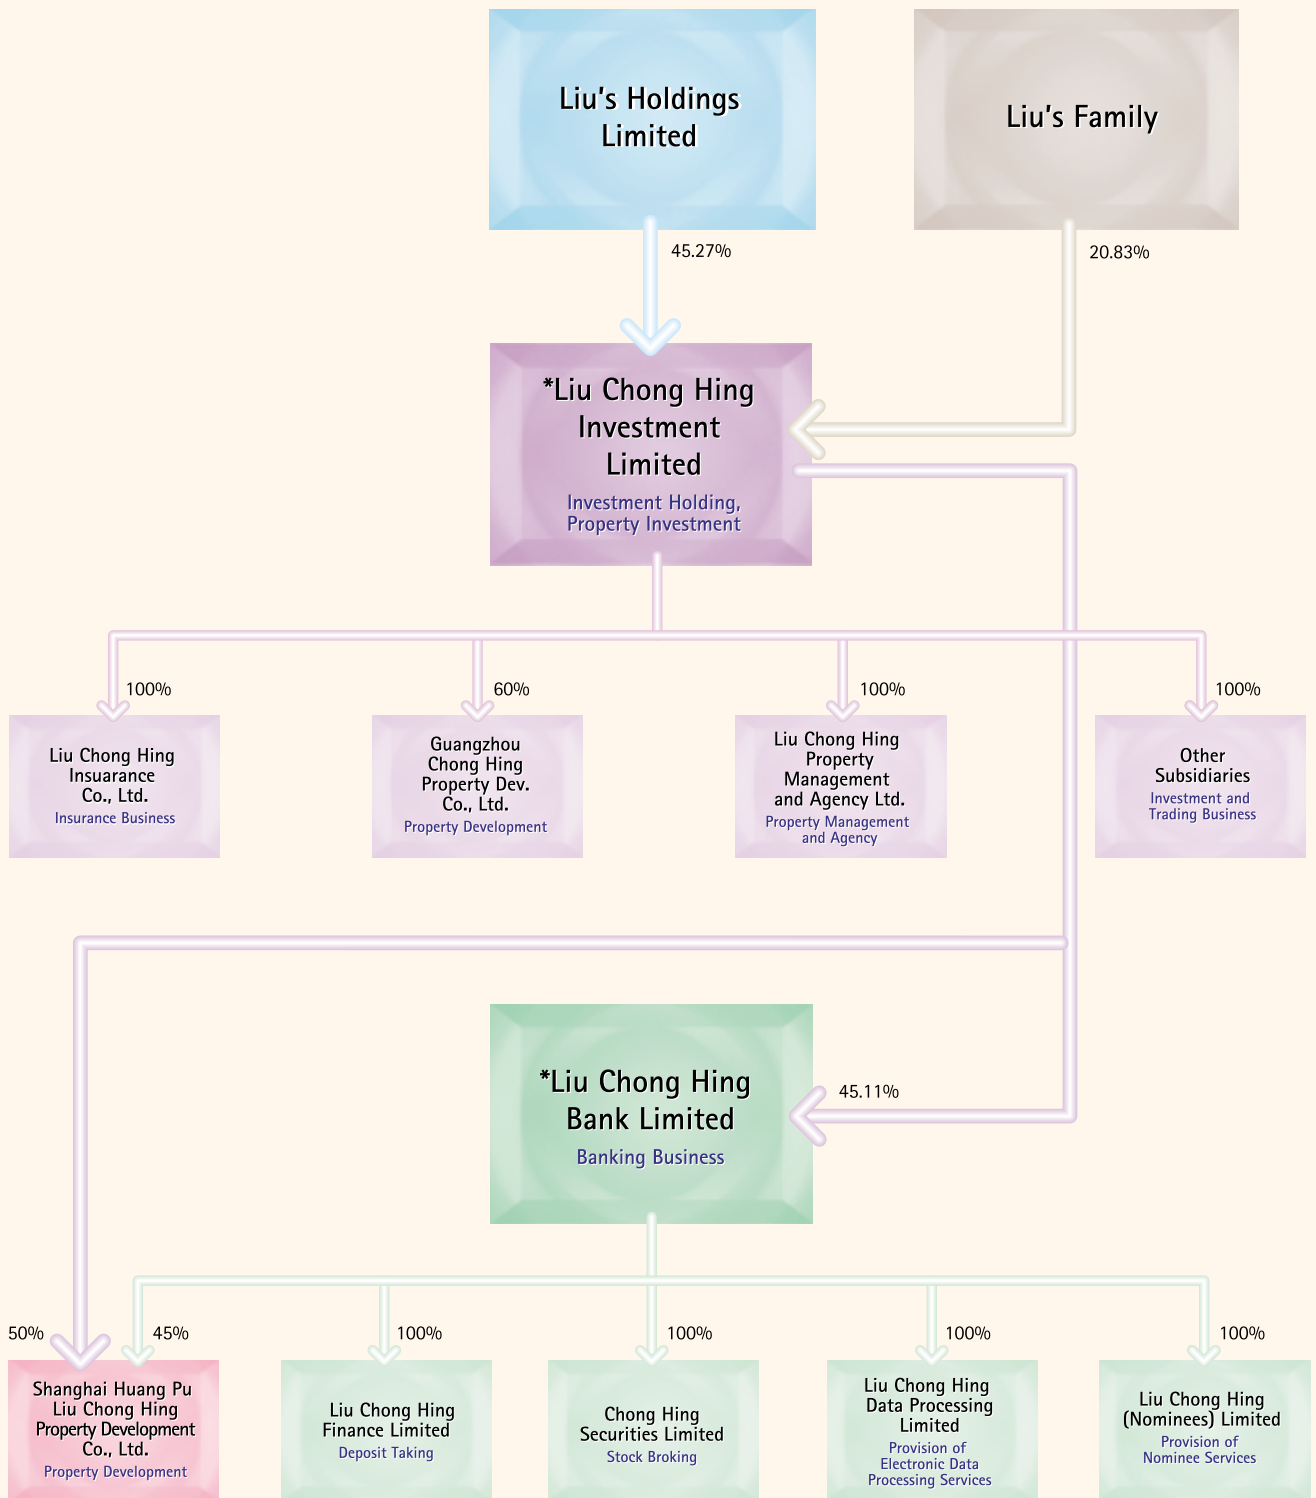 Liu's Holdings
Limited
Liu's Family
45.27%
20.83%
*Liu Chong Hing
Investment
Limited
Investment Holding,
Property Investment
100%
60%
100%
100%
Liu Chong Hing
Insuarance
Co., Ltd.
Insurance Business
Guangzhou
Chong Hing
Property Dev.
Co., Ltd.
Property Development
Liu Chong Hing
Property
Management
and Agency Ltd.
Property Management
and Agency
Other
Subsidiaries
Investment and
Trading Business
*Liu Chong Hing
Bank Limited
Banking Business
45.11%
50%
45%
100%
100%
100%
100%
Shanghai Huang Pu
Liu Chong Hing
Property Development
Co., Ltd.
Property Development
Liu Chong Hing
Finance Limited
Deposit Taking
Chong Hing
Securities Limited
Stock Broking
Liu Chong Hing
Data Processing
Limited
Provision of
Electronic Data
Processing Services
Liu Chong Hing
(Nominees) Limited
Provision of
Nominee Services